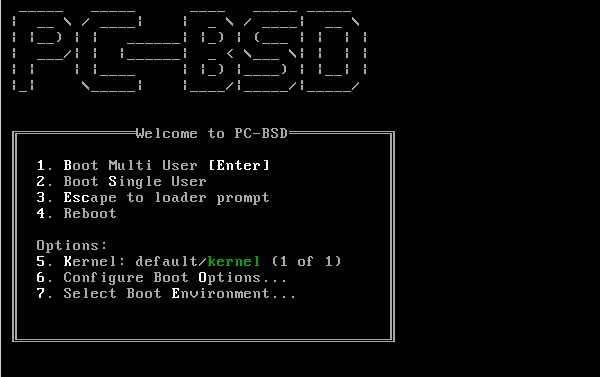 PC-BSD
Welcome to PC-BSD
1. Boot Multi User [Enter]
2. Boot Single User
3. Escape to loader prompt
4. Reboot
Options:
5. Kernel: default/kernel (1 of 1)
6. Configure Boot Options...
7. Select Boot Environment...